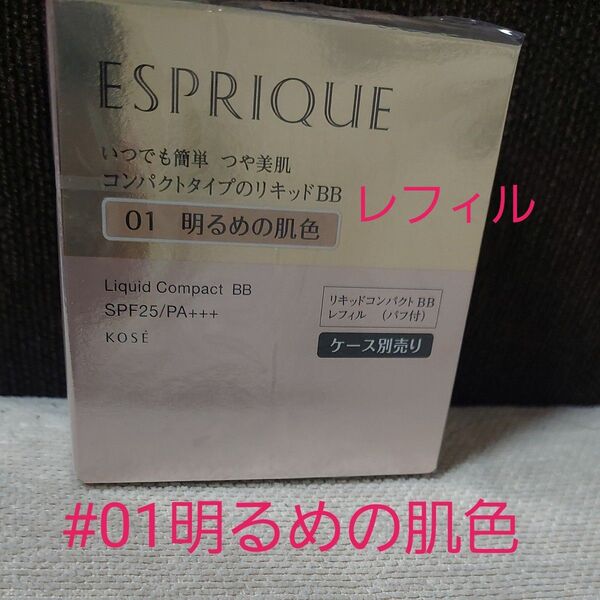 ESPRIQUE
いつでも簡単 つや美肌
コンパクトタイプのリキッドBB
レフィル
01 明るめの肌色
Liquid Compact BB
SPF25/PA+++
KOSÉ
リキッドコンパクトBB
レフィル （パフ付）
ケース別売り
#01明るめの肌色